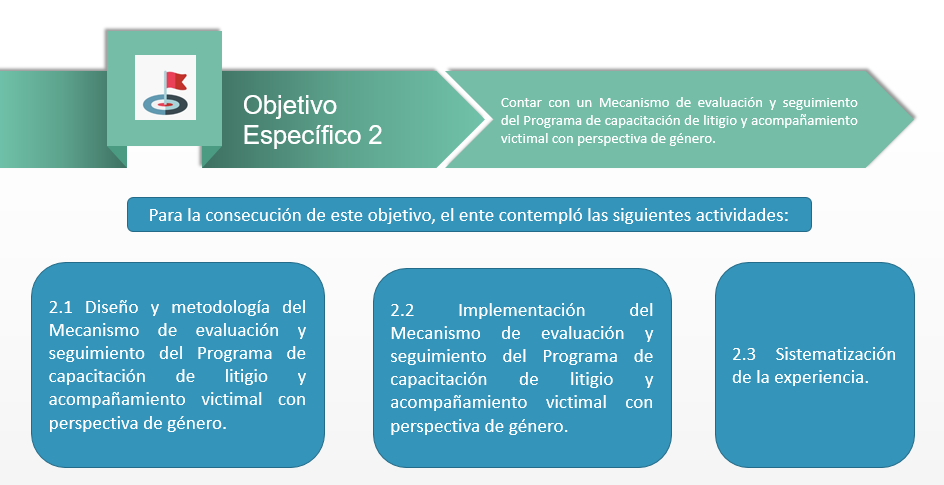 Objetivo
Específico 2
Contar con un Mecanismo de evaluación y seguimiento
del Programa de capacitación de litigio y acompañamiento
victimal con perspectiva de género.
Para la consecución de este objetivo, el ente contempló las siguientes actividades:
2.1 Diseño y metodología del
Mecanismo de evaluación y
seguimiento del Programa de
capacitación de litigio y
acompañamiento victimal con
perspectiva de género.
2.2 Implementación del
Mecanismo de evaluación y
seguimiento del Programa de
capacitación de litigio y
acompañamiento victimal con
perspectiva de género.
2.3 Sistematización
de la experiencia.